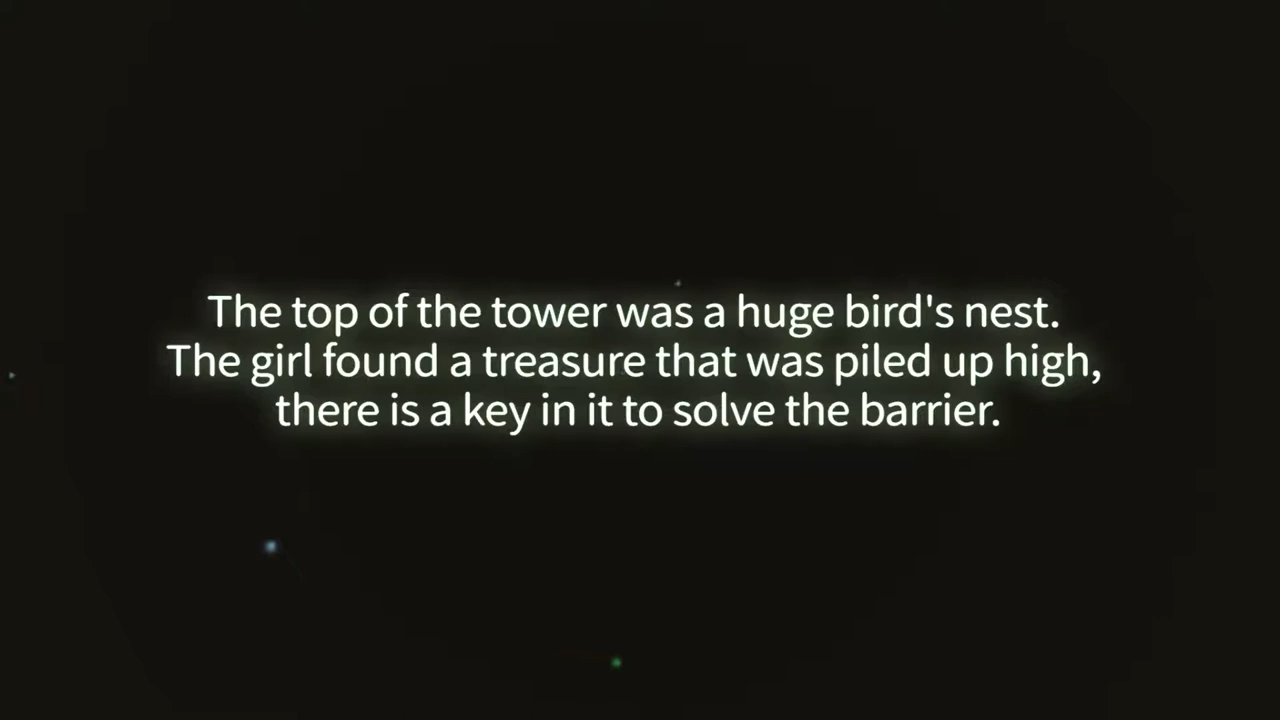 The top of the tower was a huge bird's nest.
The girl found a treasure that was piled up high,
there is a key in it to solve the barrier.